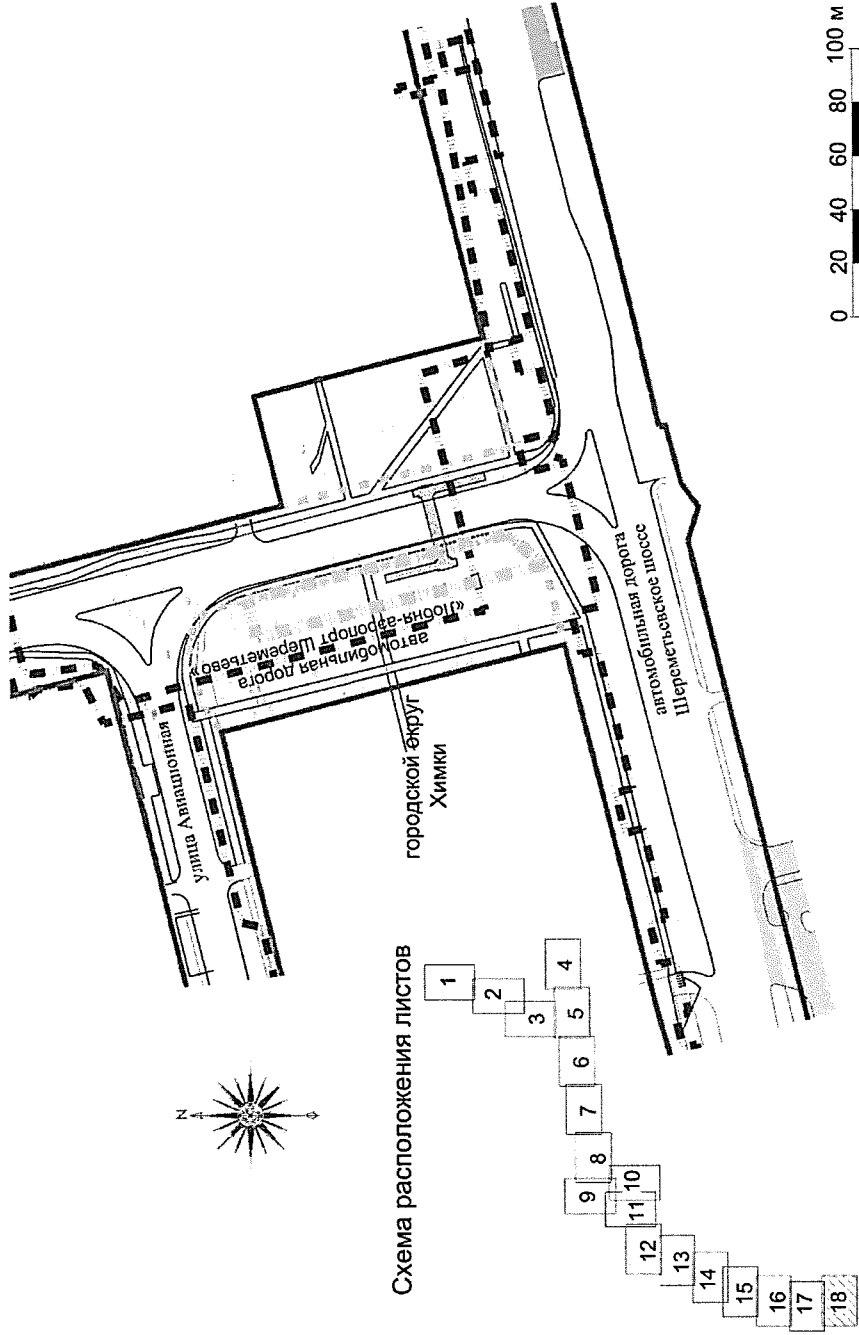 улица Авиационная
автомобильная дорога
«Лобня-аэропорт Шереметьево»
городской округ
Химки
автомобильная дорога
Шереметьевское шоссе
N
Схема расположения листов
1
2
3
4
5
6
7
8
9
10
11
12
13
14
15
16
17
18
0 20 40 60 80 100 м